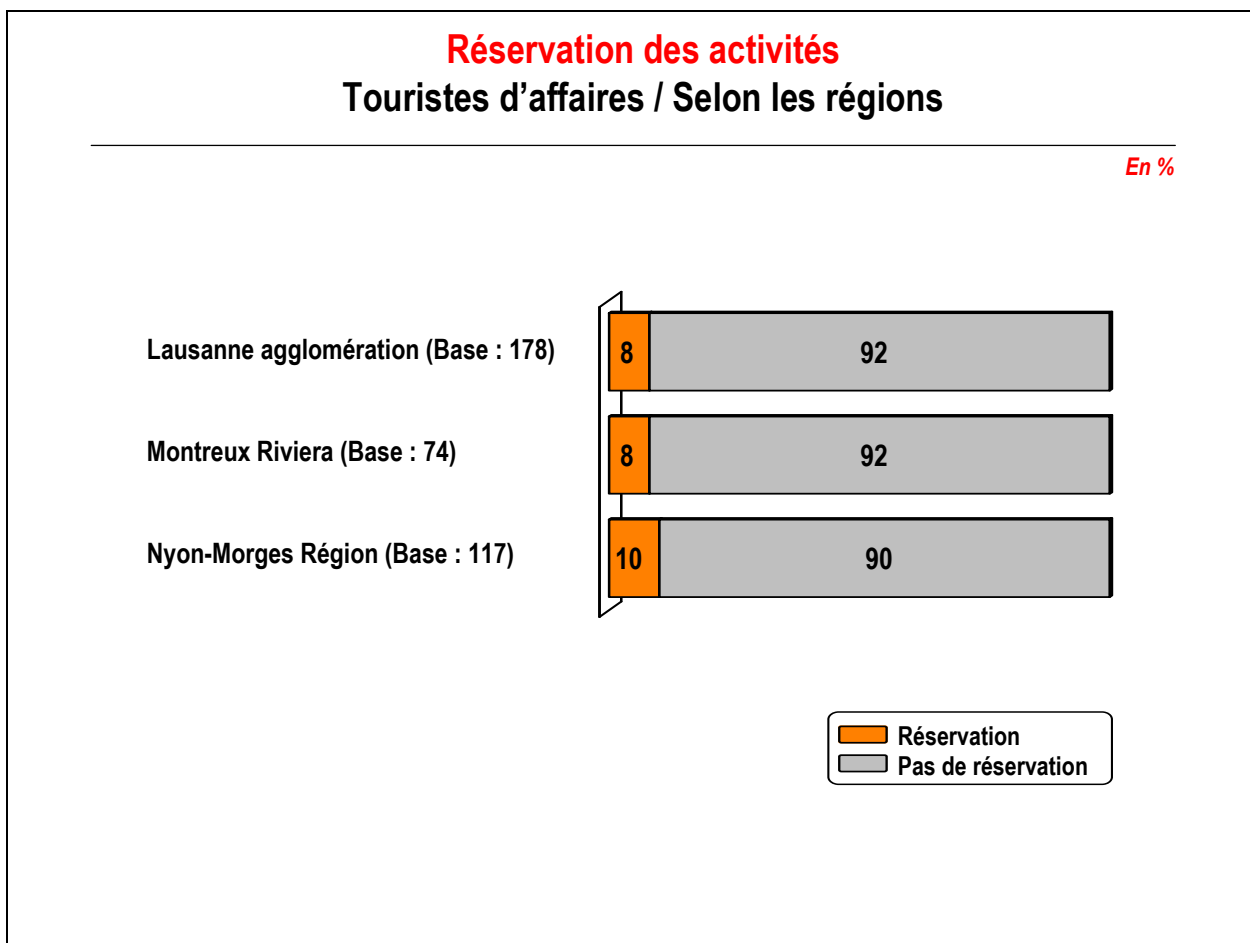 Réservation des activités
Touristes d’affaires / Selon les régions
En %
Lausanne agglomération (Base : 178)
8
92
Montreux Riviera (Base : 74)
8
92
Nyon-Morges Région (Base : 117)
10
90
Réservation
Pas de réservation